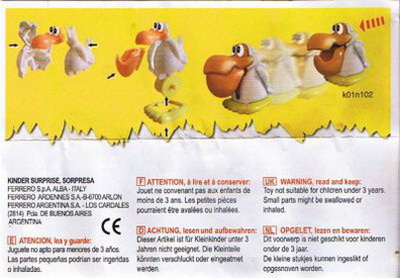 k01n102
KINDER SURPRISE, SORPRESA
FERRERO S.p.A. ALBA - ITALY
FERRERO ARDENNES S.A.-B-6700 ARLON
FERRERO ARGENTINA S.A. - LOS CARDALES
(2814) Pcia. DE BUENOS AIRES
ARGENTINA
CE
E ATENCION, lea y guarde:
Juguete no apto para menores de 3 años.
Las partes pequeñas podrían ser ingeridas
o inhaladas.
F ATTENTION, à lire et à conserver:
Jouet ne convenant pas aux enfants de
moins de 3 ans. Les petites pièces
pourraient être avalées ou inhalées.
D ACHTUNG, lesen und aufbewahren:
Dieser Artikel ist für Kleinkinder unter 3
Jahren nicht geeignet. Die Kleinteile
könnten verschluckt oder eingeatmet
werden.
UK WARNING, read and keep:
Toy not suitable for children under 3 years.
Small parts might be swallowed or
inhaled.
NL OPGELET, lezen en bewaren:
Dit voorwerp is niet geschikt voor kinderen
onder 3 jaar.
De kleine stukjes kunnen ingeslikt of
opgesnoven worden.